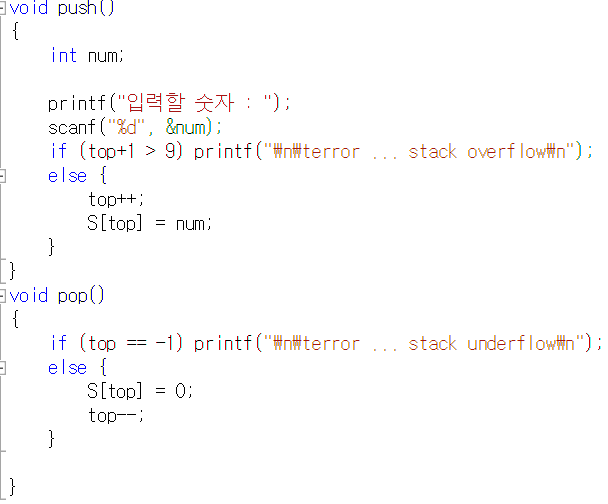 void push()
{
int num;
printf("입력할 숫자 : ");
scanf("%d", &num);
if (top+1 > 9) printf("₩n₩terror ... stack overflow₩n");
else {
top++;
S[top] = num;
}
}
void pop()
{
if (top == -1) printf("₩n₩terror ... stack underflow₩n");
else {
S[top] = 0;
top--;
}
}